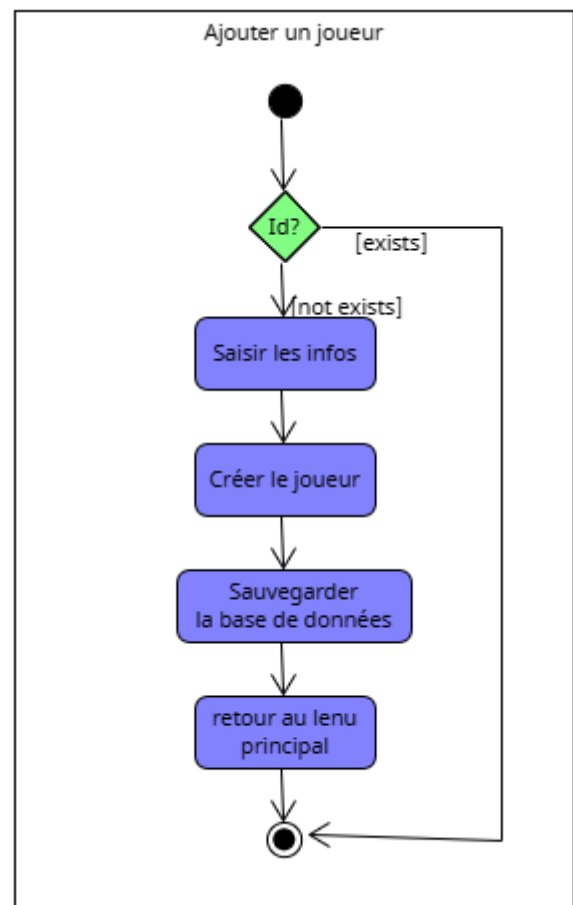 Ajouter un joueur
Id?
[exists]
[not exists]
Saisir les infos
Créer le joueur
Sauvegarder
la base de données
retour au lenu
principal